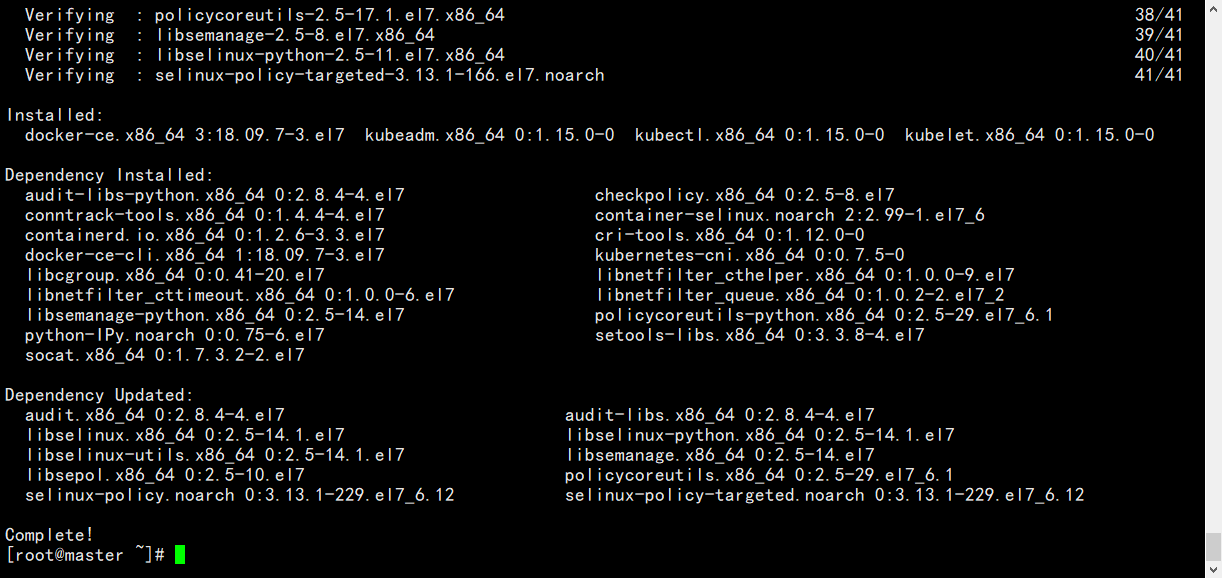 Verifying : policycoreutils-2.5-17.1.el7.x86_64 38/41
Verifying : libsemanage-2.5-8.el7.x86_64 39/41
Verifying : libselinux-python-2.5-11.el7.x86_64 40/41
Verifying : selinux-policy-targeted-3.13.1-166.el7.noarch 41/41
Installed:
docker-ce.x86_64 3:18.09.7-3.el7 kubeadm.x86_64 0:1.15.0-0 kubectl.x86_64 0:1.15.0-0 kubelet.x86_64 0:1.15.0-0
Dependency Installed:
audit-libs-python.x86_64 0:2.8.4-4.el7 checkpolicy.x86_64 0:2.5-8.el7
conntrack-tools.x86_64 0:1.4.4-4.el7 container-selinux.noarch 2:2.99-1.el7_6
containerd.io.x86_64 0:1.2.6-3.3.el7 cri-tools.x86_64 0:1.12.0-0
docker-ce-cli.x86_64 1:18.09.7-3.el7 kubernetes-cni.x86_64 0:0.7.5-0
libcgroup.x86_64 0:0.41-20.el7 libnetfilter_cthelper.x86_64 0:1.0.0-9.el7
libnetfilter_cttimeout.x86_64 0:1.0.0-6.el7 libnetfilter_queue.x86_64 0:1.0.2-2.el7_2
libsemanage-python.x86_64 0:2.5-14.el7 policycoreutils-python.x86_64 0:2.5-29.el7_6.1
python-IPy.noarch 0:0.75-6.el7 setools-libs.x86_64 0:3.3.8-4.el7
socat.x86_64 0:1.7.3.2-2.el7
Dependency Updated:
audit.x86_64 0:2.8.4-4.el7 audit-libs.x86_64 0:2.8.4-4.el7
libselinux.x86_64 0:2.5-14.1.el7 libselinux-python.x86_64 0:2.5-14.1.el7
libselinux-utils.x86_64 0:2.5-14.1.el7 libsemanage.x86_64 0:2.5-14.el7
libsepol.x86_64 0:2.5-10.el7 policycoreutils.x86_64 0:2.5-29.el7_6.1
selinux-policy.noarch 0:3.13.1-229.el7_6.12 selinux-policy-targeted.noarch 0:3.13.1-229.el7_6.12
Complete!
[root@master ~]#